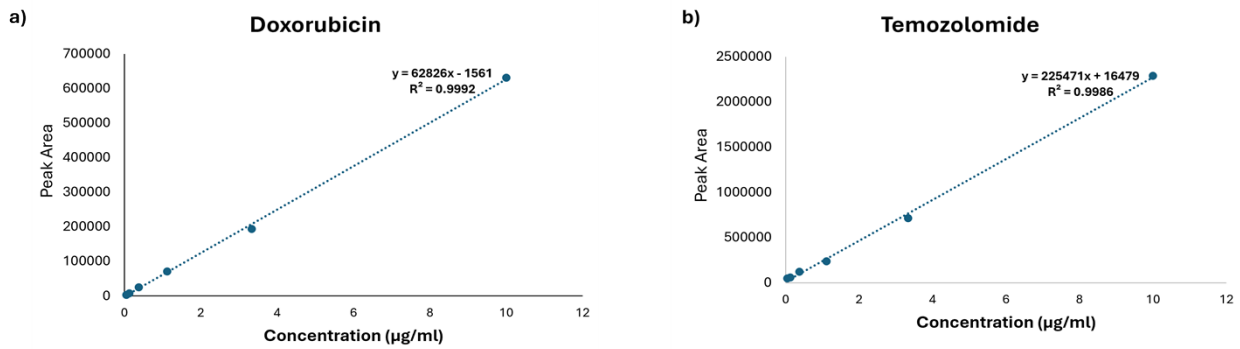 a)
Doxorubicin
700000
600000
500000
400000
300000
200000
100000
0
Peak Area
y = 62826x - 1561
R² = 0.9992
0 2 4 6 8 10 12
Concentration (µg/ml)
b)
Temozolomide
2500000
2000000
1500000
1000000
500000
0
Peak Area
y = 225471x + 16479
R² = 0.9986
0 2 4 6 8 10 12
Concentration (µg/ml)